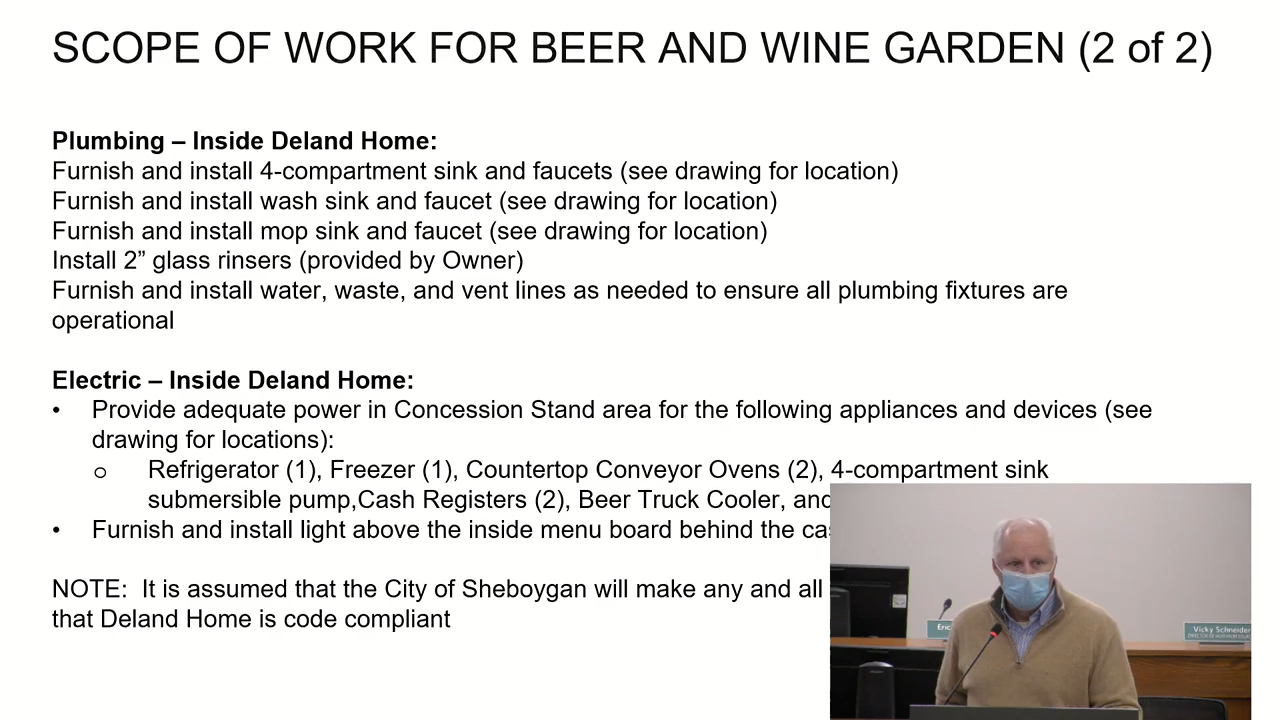 SCOPE OF WORK FOR BEER AND WINE GARDEN (2 of 2)
Plumbing – Inside Deland Home:
Furnish and install 4-compartment sink and faucets (see drawing for location)
Furnish and install wash sink and faucet (see drawing for location)
Furnish and install mop sink and faucet (see drawing for location)
Install 2” glass rinsers (provided by Owner)
Furnish and install water, waste, and vent lines as needed to ensure all plumbing fixtures are
operational
Electric – Inside Deland Home:
• Provide adequate power in Concession Stand area for the following appliances and devices (see
drawing for locations):
o Refrigerator (1), Freezer (1), Countertop Conveyor Ovens (2), 4-compartment sink
submersible pump,Cash Registers (2), Beer Truck Cooler, and
• Furnish and install light above the inside menu board behind the
NOTE: It is assumed that the City of Sheboygan will make any and all
that Deland Home is code compliant
Vicky Schneider